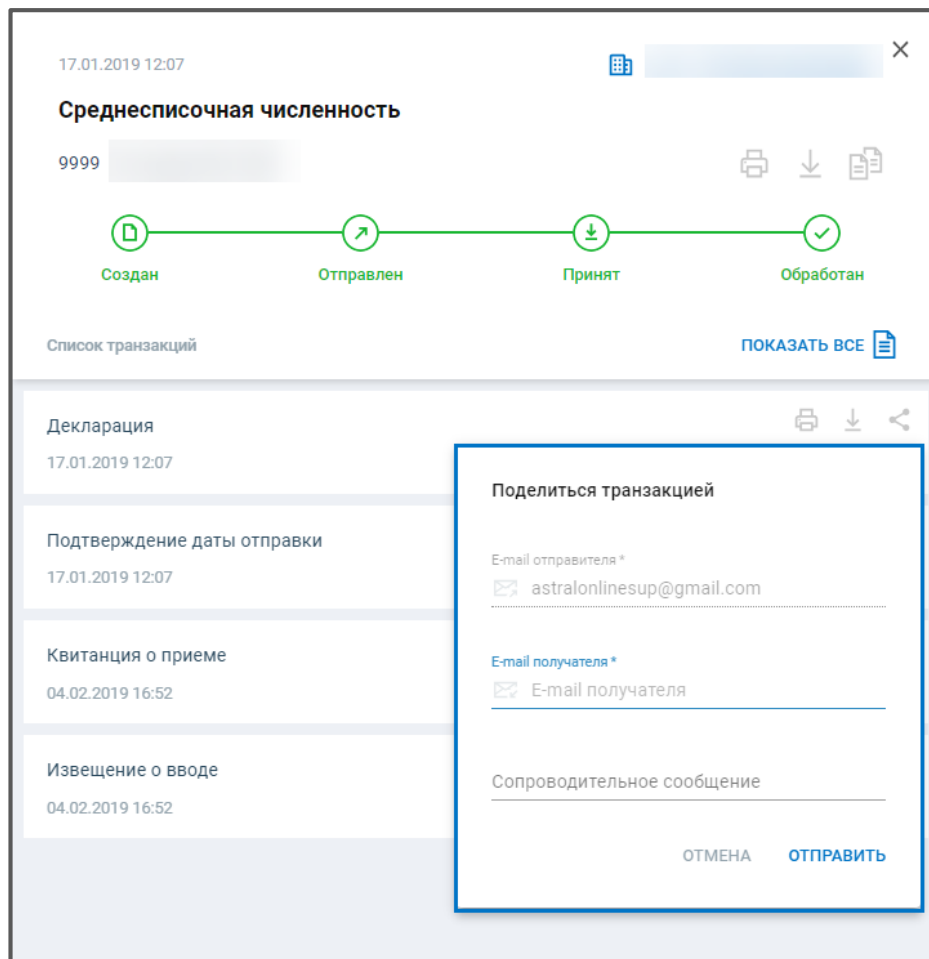 17.01.2019 12:07
Среднесписочная численность
9999
Создан
Отправлен
Принят
Обработан
Список транзакций
ПОКАЗАТЬ ВСЕ
Декларация
17.01.2019 12:07
Подтверждение даты отправки
17.01.2019 12:07
Квитанция о приеме
04.02.2019 16:52
Извещение о вводе
04.02.2019 16:52
Поделиться транзакцией
E-mail отправителя *
astralonlinesup@gmail.com
E-mail получателя *
E-mail получателя
Сопроводительное сообщение
ОТМЕНА
ОТПРАВИТЬ